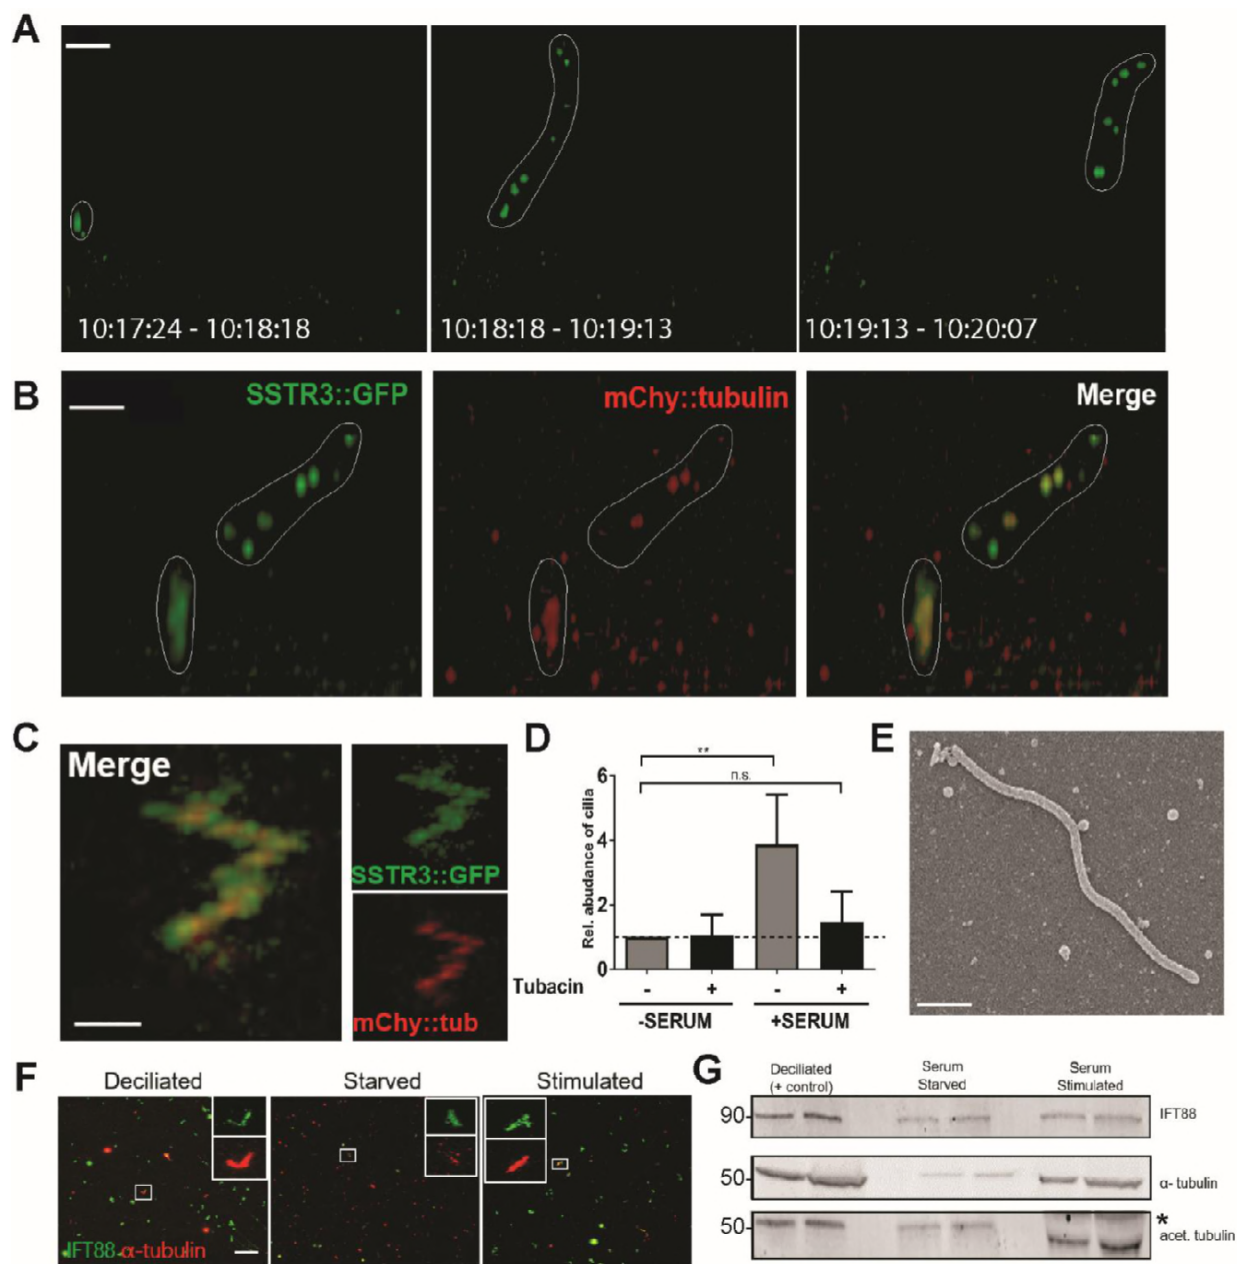 A
10:17:24 - 10:18:18
10:18:18 - 10:19:13
10:19:13 - 10:20:07
B
SSTR3::GFP
mChy::tubulin
Merge
C
Merge
SSTR3::GFP
mChy::tub
D
**
n.s.
Rel. abudance of cilia
6
4
2
0
Tubacin
- + - +
-SERUM +SERUM
E
F
Deciliated Starved Stimulated
IFT88 α-tubulin
G
Deciliated
(+ control)
Serum
Starved
Serum
Stimulated
90- IFT88
50- α- tubulin
50- * acet. tubulin